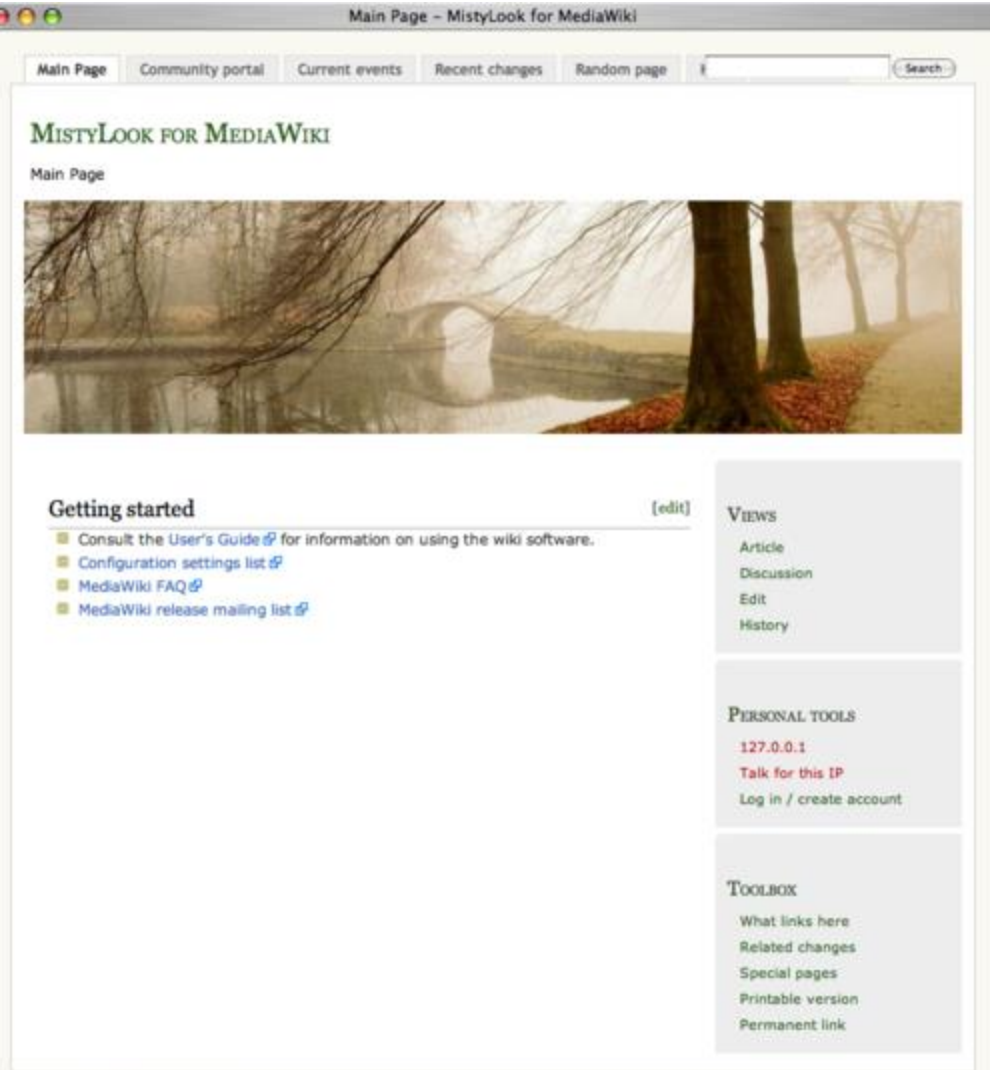 Main Page – MistyLook for MediaWiki
Main Page Community portal Current events Recent changes Random page Search
MistyLook for MediaWiki
Main Page
Getting started [edit]
Consult the User's Guide for information on using the wiki software.
Configuration settings list
MediaWiki FAQ
MediaWiki release mailing list
Views
Article
Discussion
Edit
History
Personal tools
127.0.0.1
Talk for this IP
Log in / create account
Toolbox
What links here
Related changes
Special pages
Printable version
Permanent link